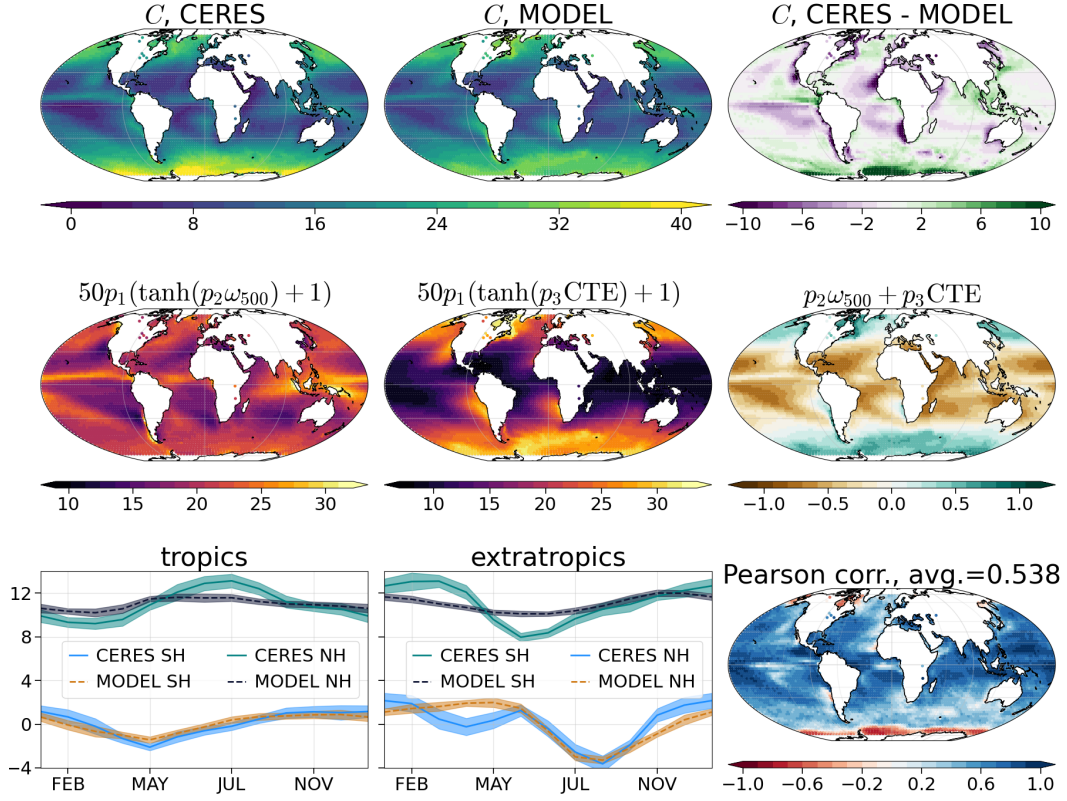 C, CERES
C, MODEL
C, CERES - MODEL
0 8 16 24 32 40
−10 −6 −2 2 6 10
50p₁(tanh(p₂ω₅₀₀) + 1)
50p₁(tanh(p₃CTE) + 1)
p₂ω₅₀₀ + p₃CTE
10 15 20 25 30
10 15 20 25 30
−1.0 −0.5 0.0 0.5 1.0
tropics
extratropics
Pearson corr., avg.=0.538
12
8
4
0
−4
CERES SH
CERES NH
MODEL SH
MODEL NH
CERES SH
CERES NH
MODEL SH
MODEL NH
FEB MAY JUL NOV
FEB MAY JUL NOV
−1.0 −0.6 −0.2 0.2 0.6 1.0